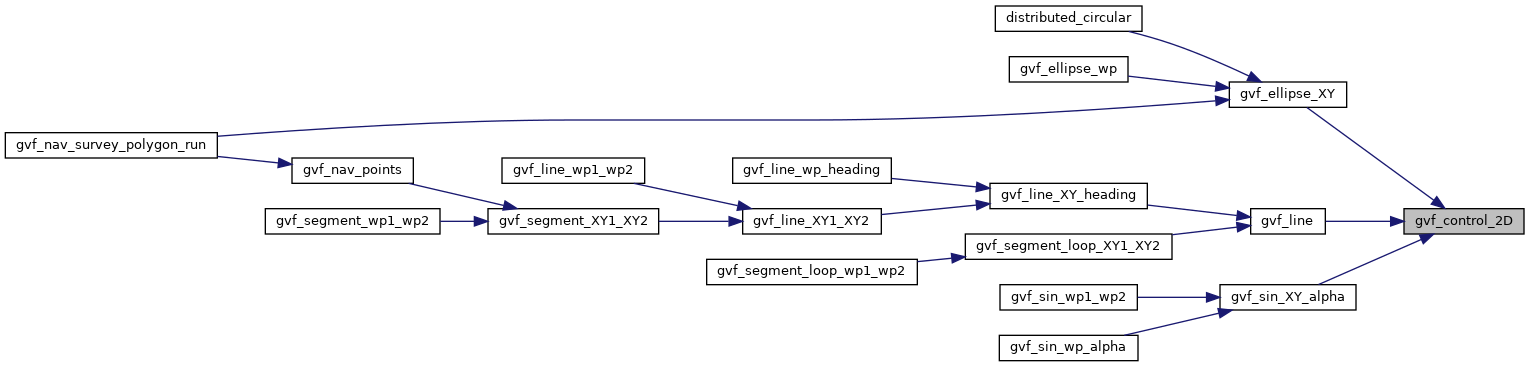 distributed_circular
gvf_ellipse_wp
gvf_ellipse_XY
gvf_nav_survey_polygon_run
gvf_nav_points
gvf_line_wp1_wp2
gvf_line_wp_heading
gvf_line_XY_heading
gvf_segment_wp1_wp2
gvf_segment_XY1_XY2
gvf_line_XY1_XY2
gvf_line
gvf_control_2D
gvf_segment_loop_XY1_XY2
gvf_segment_loop_wp1_wp2
gvf_sin_wp1_wp2
gvf_sin_XY_alpha
gvf_sin_wp_alpha